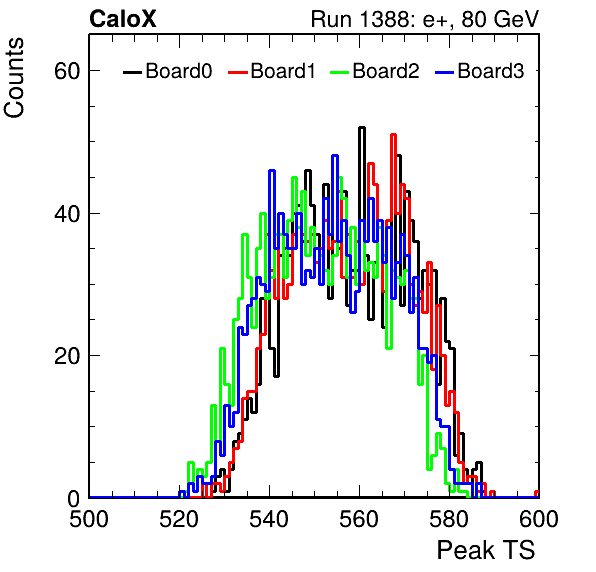 CaloX Run 1388: e+, 80 GeV
Counts
Board0 Board1 Board2 Board3
60
40
20
0
500 520 540 560 580 600
Peak TS